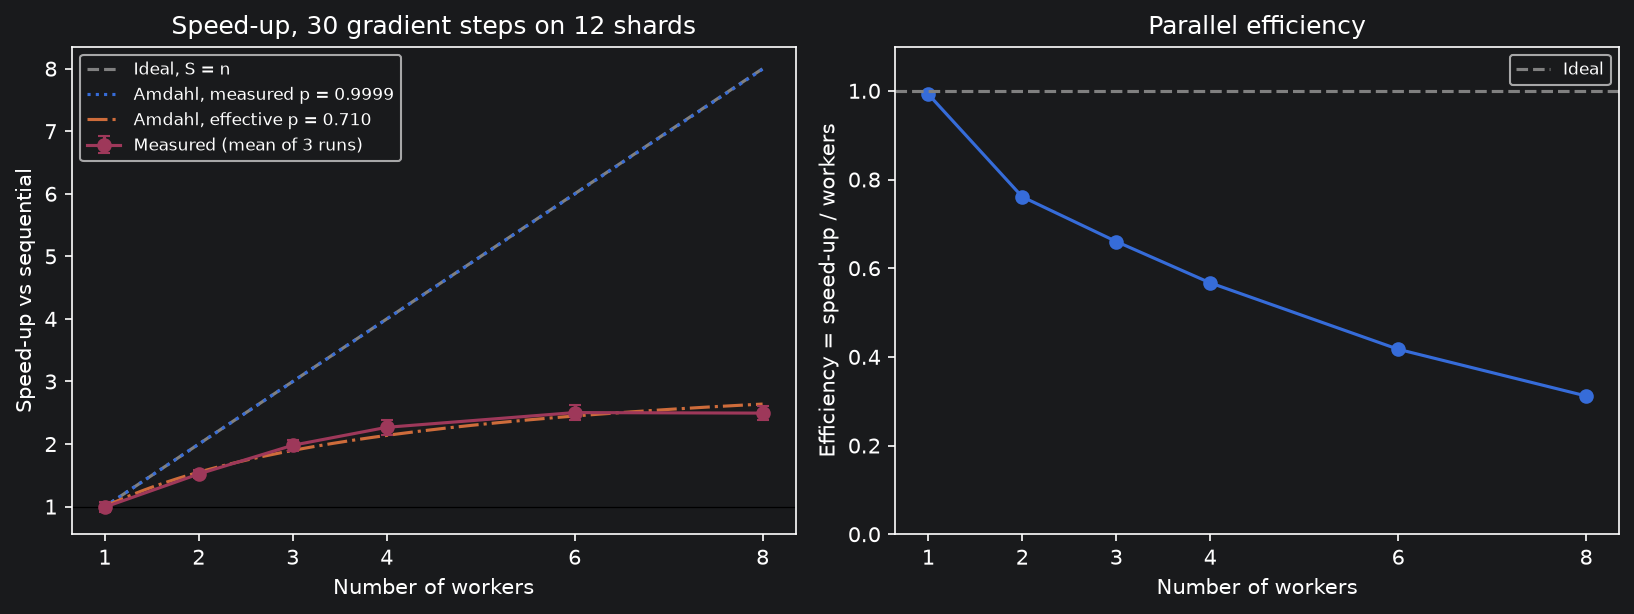 Speed-up, 30 gradient steps on 12 shards
Ideal, S = n
Amdahl, measured p = 0.9999
Amdahl, effective p = 0.710
Measured (mean of 3 runs)
8
7
6
5
4
3
2
1
Speed-up vs sequential
1 2 3 4 6 8
Number of workers
Parallel efficiency
Ideal
1.0
0.8
0.6
0.4
0.2
0.0
Efficiency = speed-up / workers
1 2 3 4 6 8
Number of workers